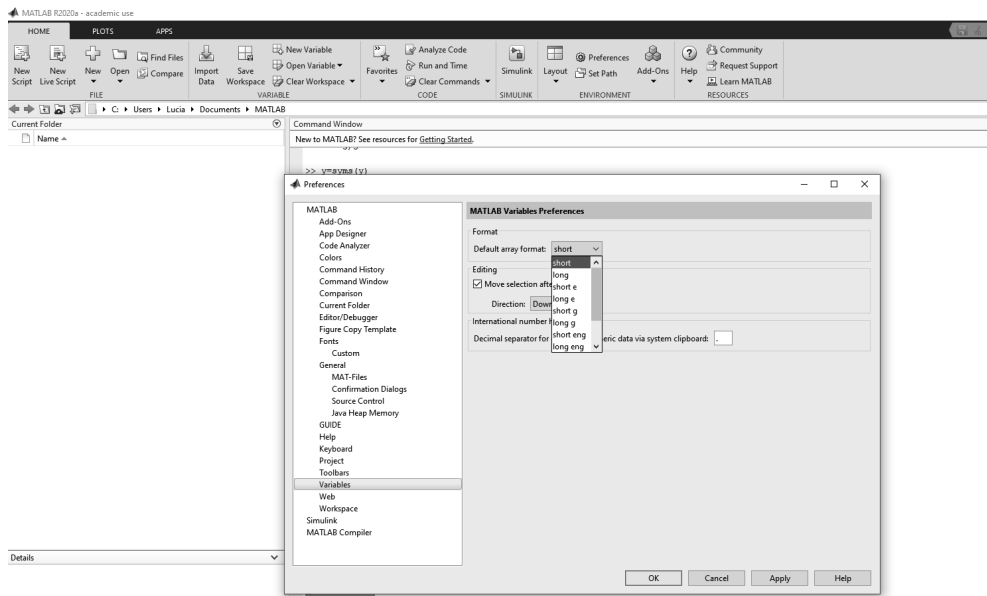 MATLAB R2020a - academic use
HOME PLOTS APPS
New Script
New Live Script
New
Open
Find Files
Compare
FILE
Import Data
Save Workspace
New Variable
Open Variable
Clear Workspace
VARIABLE
Favorites
Analyze Code
Run and Time
Clear Commands
CODE
Simulink
SIMULINK
Layout
Preferences
Set Path
Add-Ons
ENVIRONMENT
Help
Community
Request Support
Learn MATLAB
RESOURCES
C: Users Lucia Documents MATLAB
Current Folder
Name
Command Window
New to MATLAB? See resources for Getting Started.
>> y=syms(y)
Preferences
MATLAB
Add-Ons
App Designer
Code Analyzer
Colors
Command History
Command Window
Comparison
Current Folder
Editor/Debugger
Figure Copy Template
Fonts
Custom
General
MAT-Files
Confirmation Dialogs
Source Control
Java Heap Memory
GUIDE
Help
Keyboard
Project
Toolbars
Variables
Web
Workspace
Simulink
MATLAB Compiler
MATLAB Variables Preferences
Format
Default array format: short
short
long
short e
long e
short g
long g
short eng
long eng
Editing
Move selection afte
Direction: Down
International number
Decimal separator for eric data via system clipboard: .
Details
OK Cancel Apply Help